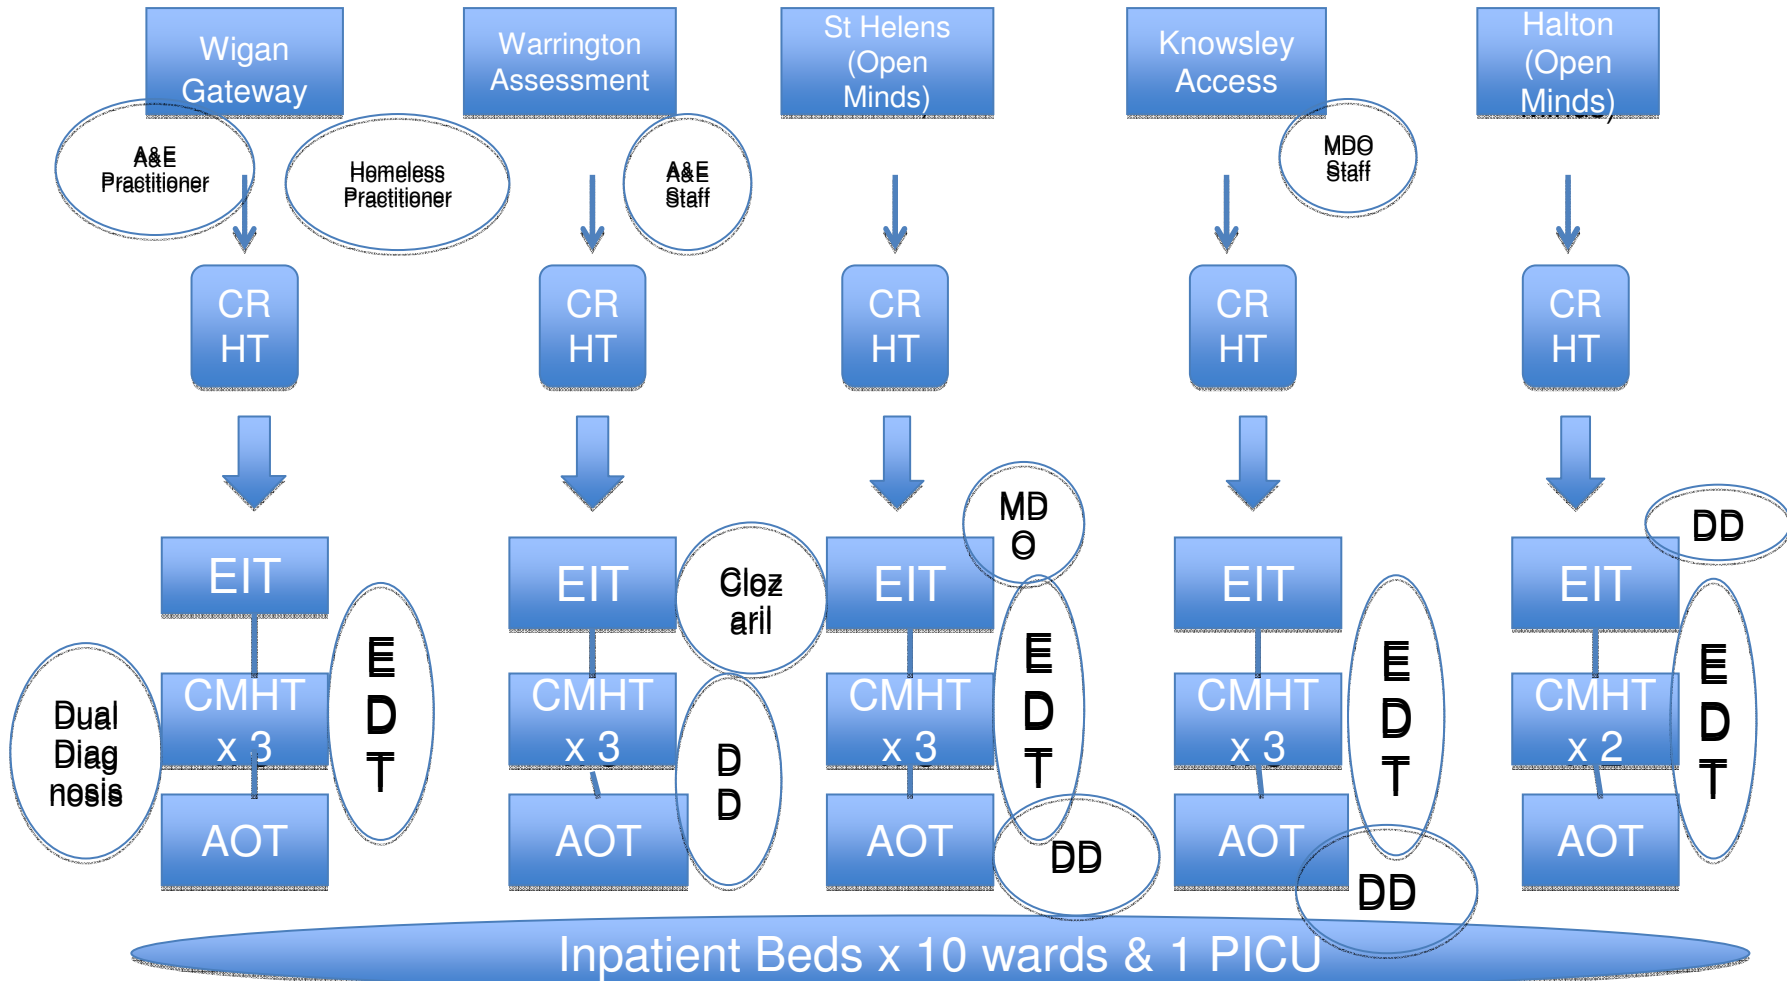 Wigan
Gateway
Warrington
Assessment
St Helens
(Open
Minds)
Knowsley
Access
Halton
(Open
Minds)
A&E
Practitioner
Homeless
Practitioner
A&E
Staff
MDO
Staff
CR
HT
CR
HT
CR
HT
CR
HT
CR
HT
EIT
EIT
Cloz
aril
EIT
MD
O
EIT
EIT
DD
Dual
Diag
nosis
CMHT
x 3
E
D
T
CMHT
x 3
D
D
CMHT
x 3
E
D
T
CMHT
x 3
E
D
T
CMHT
x 2
E
D
T
AOT
AOT
AOT
DD
AOT
DD
AOT
Inpatient Beds x 10 wards & 1 PICU